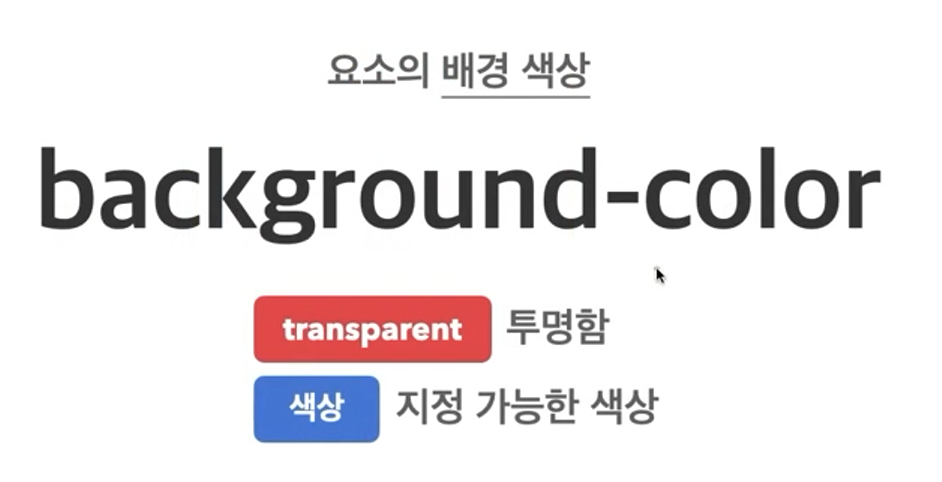 요소의 배경 색상
background-color
transparent 투명함
색상 지정 가능한 색상